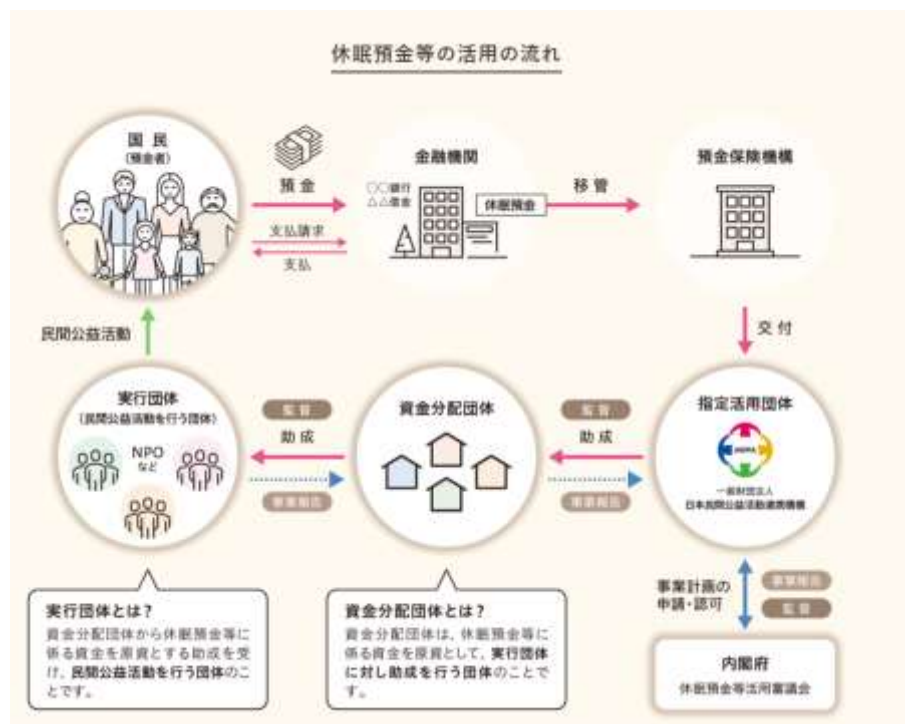 休眠預金等の活用の流れ
国民
(預金者)
預金
支払請求
支払
金融機関
○○銀行
△△信金
休眠預金
移管
預金保険機構
交付
民間公益活動
実行団体
(民間公益活動を行う団体)
NPO
など
監督
助成
事業報告
資金分配団体
監督
助成
事業報告
指定活用団体
JANPIA
一般財団法人
日本民間公益活動連携機構
実行団体とは?
資金分配団体から休眠預金等に
係る資金を原資とする助成を受
け、民間公益活動を行う団体のこ
とです。
資金分配団体とは?
資金分配団体は、休眠預金等に
係る資金を原資として、実行団体
に対し助成を行う団体のことで
す。
事業計画の
申請・認可
事業報告
監督
内閣府
休眠預金等活用審議会